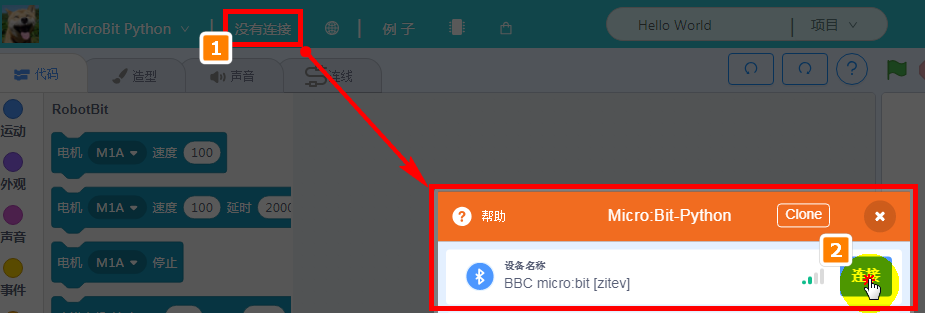 MicroBit Python 没有连接 例子 Hello World 项目
1
代码 造型 声音 连线
运动
外观
声音
事件
RobotBit
电机 M1A 速度 100
电机 M1A 速度 100 延时 2000
电机 M1A 停止
帮助 Micro:Bit-Python Clone
2
设备名称
BBC micro:bit [zitev]
连接